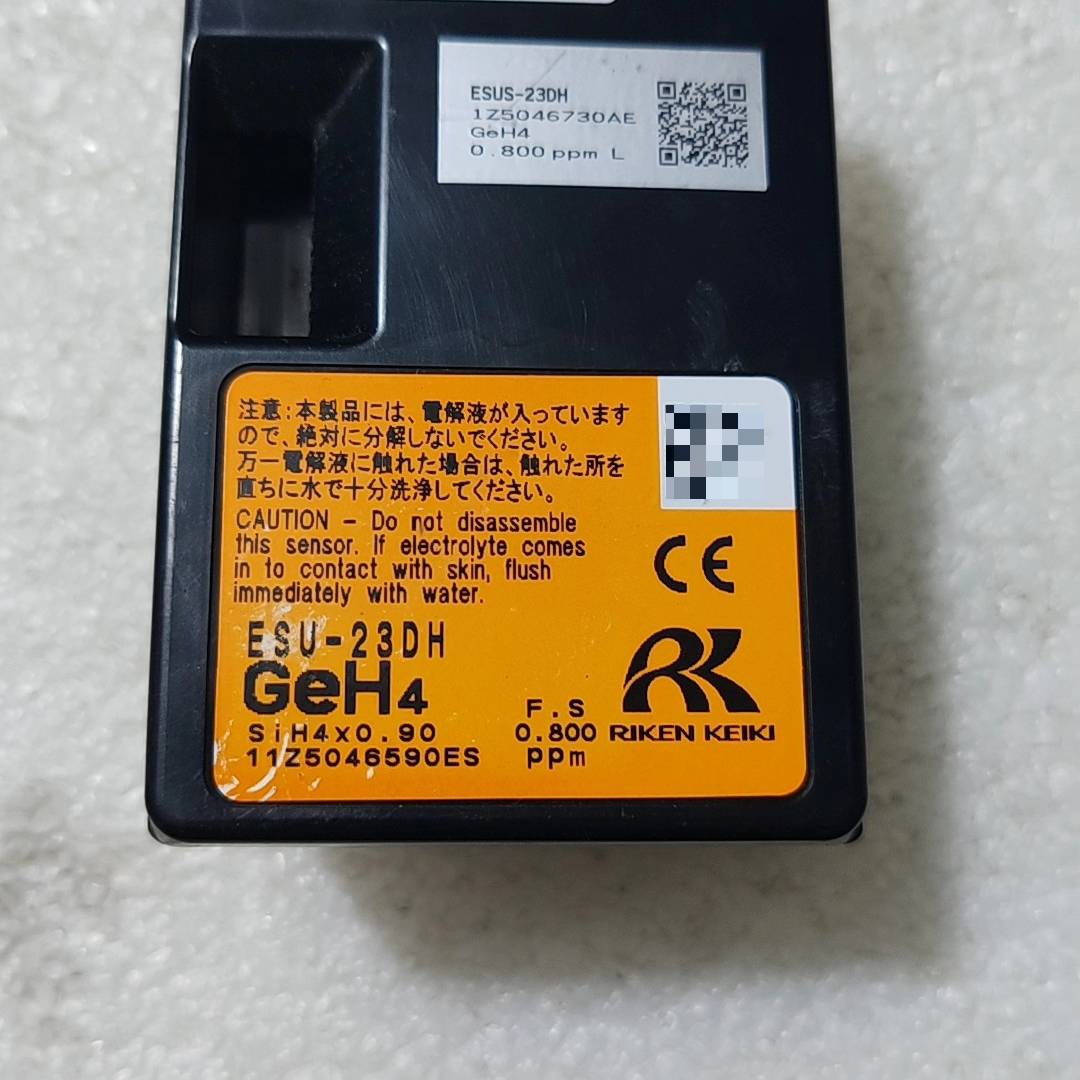 ESUS-23DH
1Z5046730AE
GeH4
0.800 ppm L
注意:本製品には、電解液が入っています
ので、絶対に分解しないでください。
万一電解液に触れた場合は、触れた所を
直ちに水で十分洗浄してください。
CAUTION – Do not disassemble
this sensor. If electrolyte comes
in to contact with skin, flush
immediately with water.
CE
ESU-23DH
GeH4
SiH4x0.90
11Z5046590ES
F.S
0.800
ppm
RK
RIKEN KEIKI